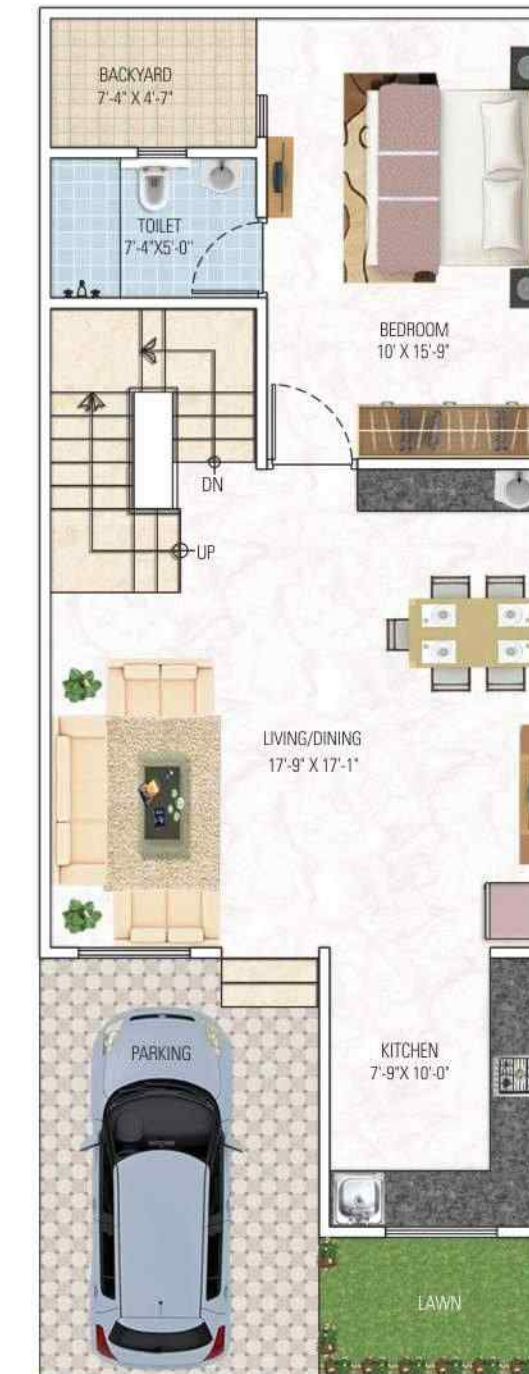 BACKYARD
7'-4" X 4'-7"
TOILET
7'-4"X5'-0"
BEDROOM
10' X 15'-9"
DN
UP
LIVING/DINING
17'-9" X 17'-1"
PARKING
KITCHEN
7'-9"X 10'-0"
LAWN